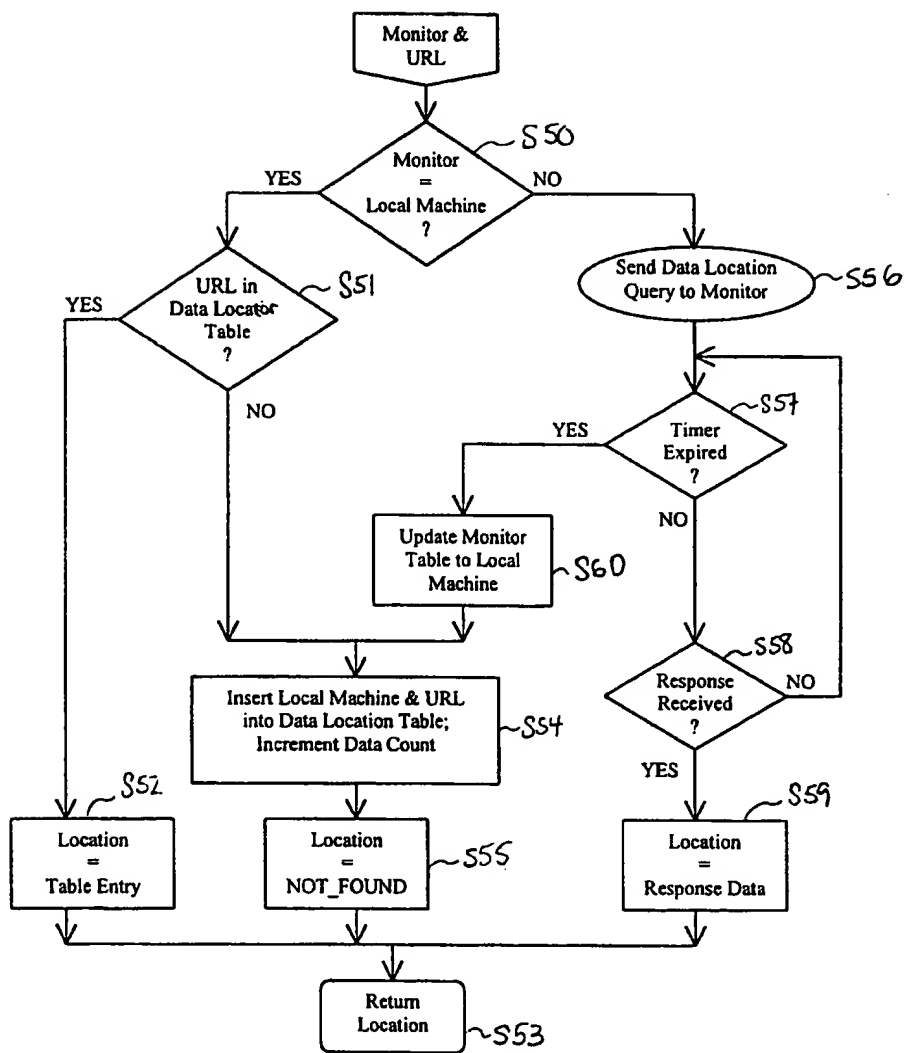 Monitor &
URL
S50
Monitor
=
Local Machine
?
YES
NO
S51
URL in
Data Locator
Table
?
YES
NO
Send Data Location
Query to Monitor
S56
S57
Timer
Expired
?
YES
NO
Update Monitor
Table to Local
Machine
S60
S58
Response
Received
?
NO
YES
Insert Local Machine & URL
into Data Location Table;
Increment Data Count
S54
S52
Location
=
Table Entry
Location
=
NOT_FOUND
S55
S59
Location
=
Response Data
Return
Location
S53